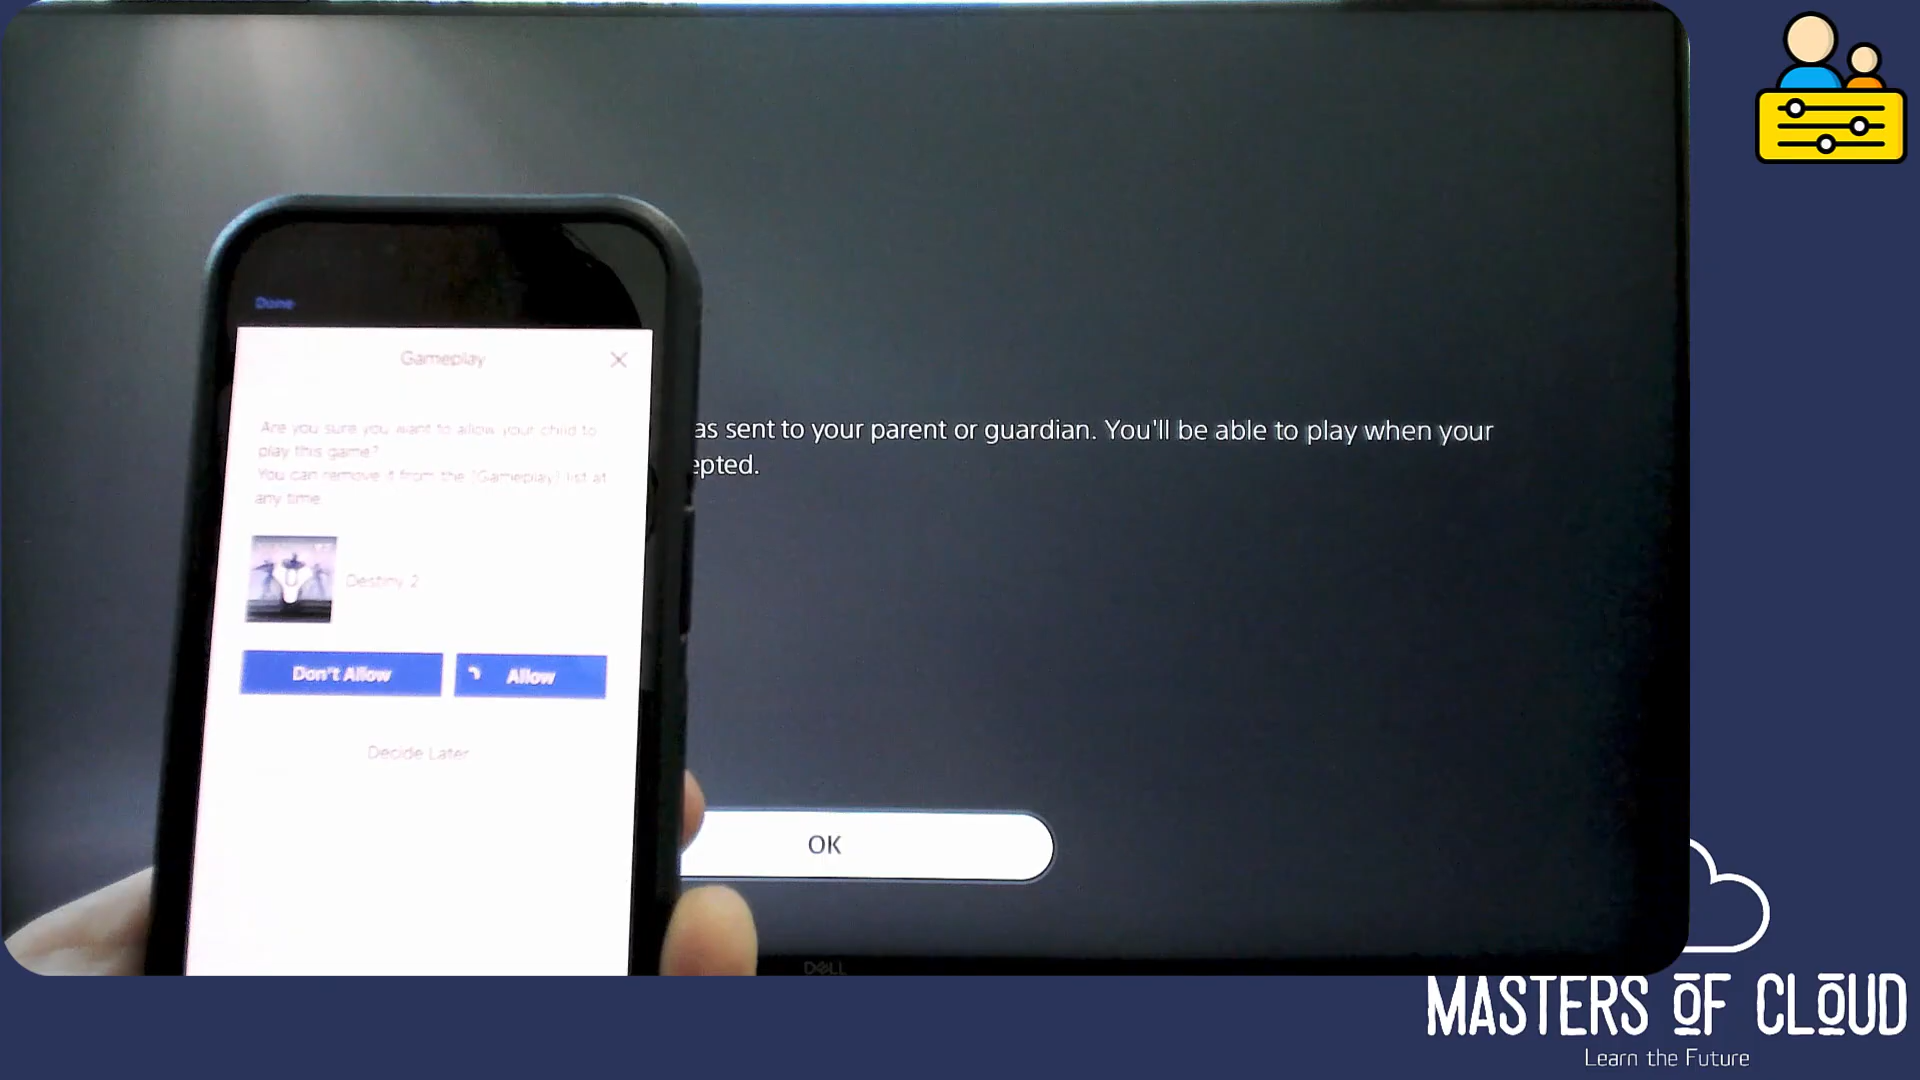 Done
Gameplay
Are you sure you want to allow your child to
play this game?
You can remove it from the [Gameplay] list at
any time.
Destiny 2
Don't Allow
Allow
Decide Later
as sent to your parent or guardian. You'll be able to play when your
epted.
OK
DELL
MASTERS OF CLOUD
Learn the Future